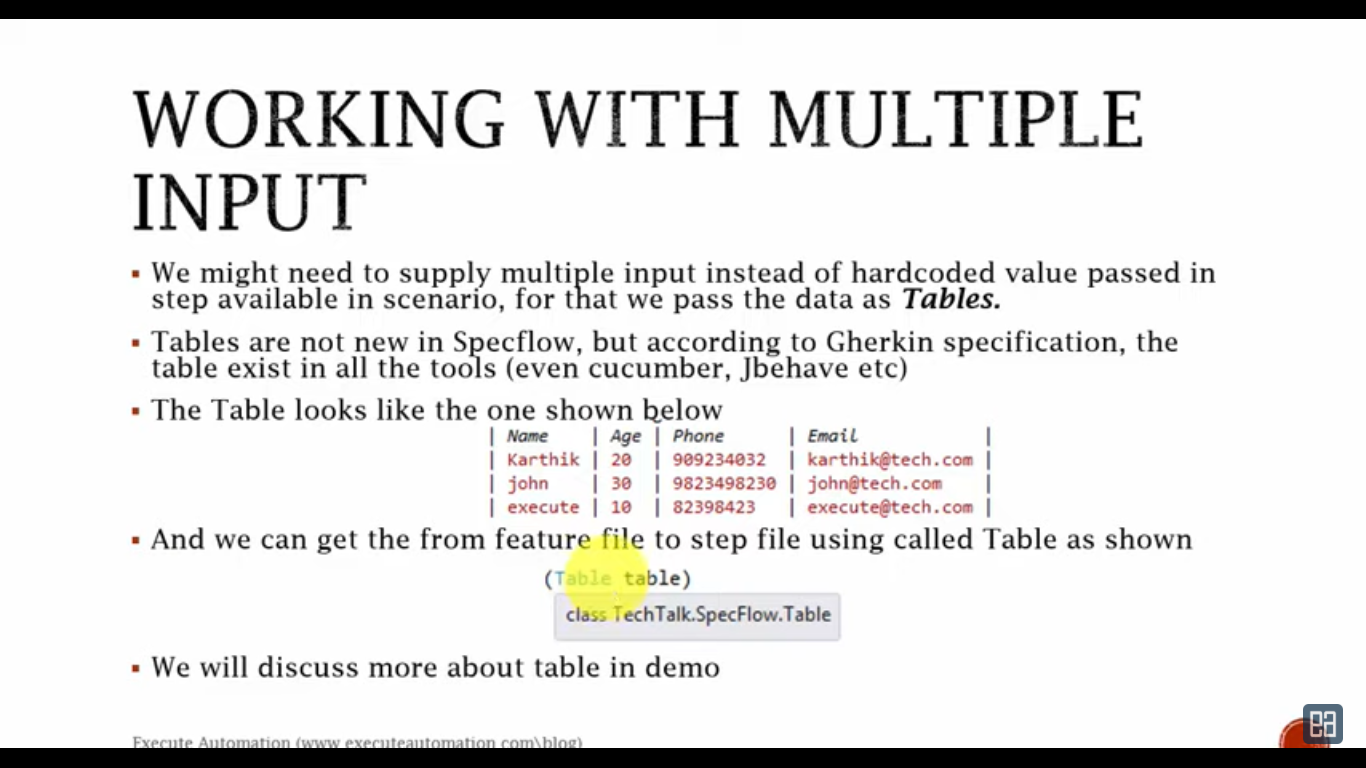 WORKING WITH MULTIPLE
INPUT
▪ We might need to supply multiple input instead of hardcoded value passed in
step available in scenario, for that we pass the data as Tables.
▪ Tables are not new in Specflow, but according to Gherkin specification, the
table exist in all the tools (even cucumber, Jbehave etc)
▪ The Table looks like the one shown below
| Name | Age | Phone | Email |
| Karthik | 20 | 909234032 | karthik@tech.com |
| john | 30 | 9823498230 | john@tech.com |
| execute | 10 | 82398423 | execute@tech.com |
▪ And we can get the from feature file to step file using called Table as shown
(Table table)
class TechTalk.SpecFlow.Table
▪ We will discuss more about table in demo
Execute Automation (www.executeautomation.com\blog)